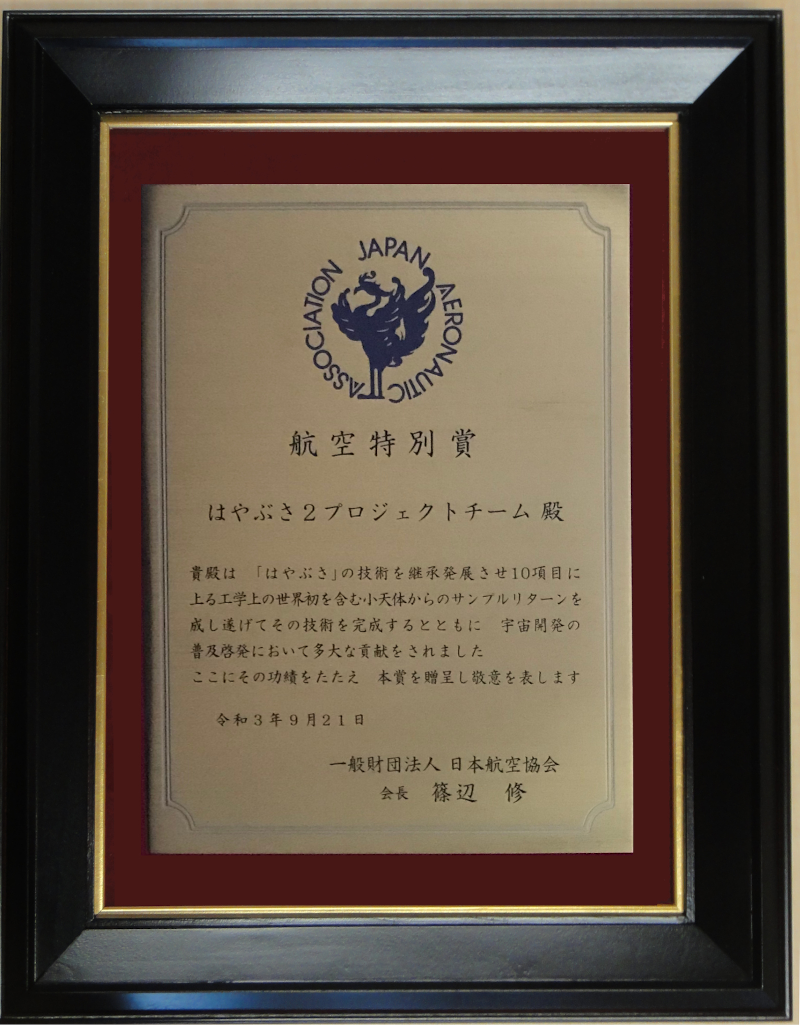 JAPAN AERONAUTIC ASSOCIATION
航空特別賞
はやぶさ2プロジェクトチーム 殿
貴殿は 「はやぶさ」の技術を継承発展させ10項目に
上る工学上の世界初を含む小天体からのサンプルリターンを
成し遂げてその技術を完成するとともに 宇宙開発の
普及啓発において多大な貢献をされました
ここにその功績をたたえ 本賞を贈呈し敬意を表します
令和3年9月21日
一般財団法人 日本航空協会
会長 篠辺 修